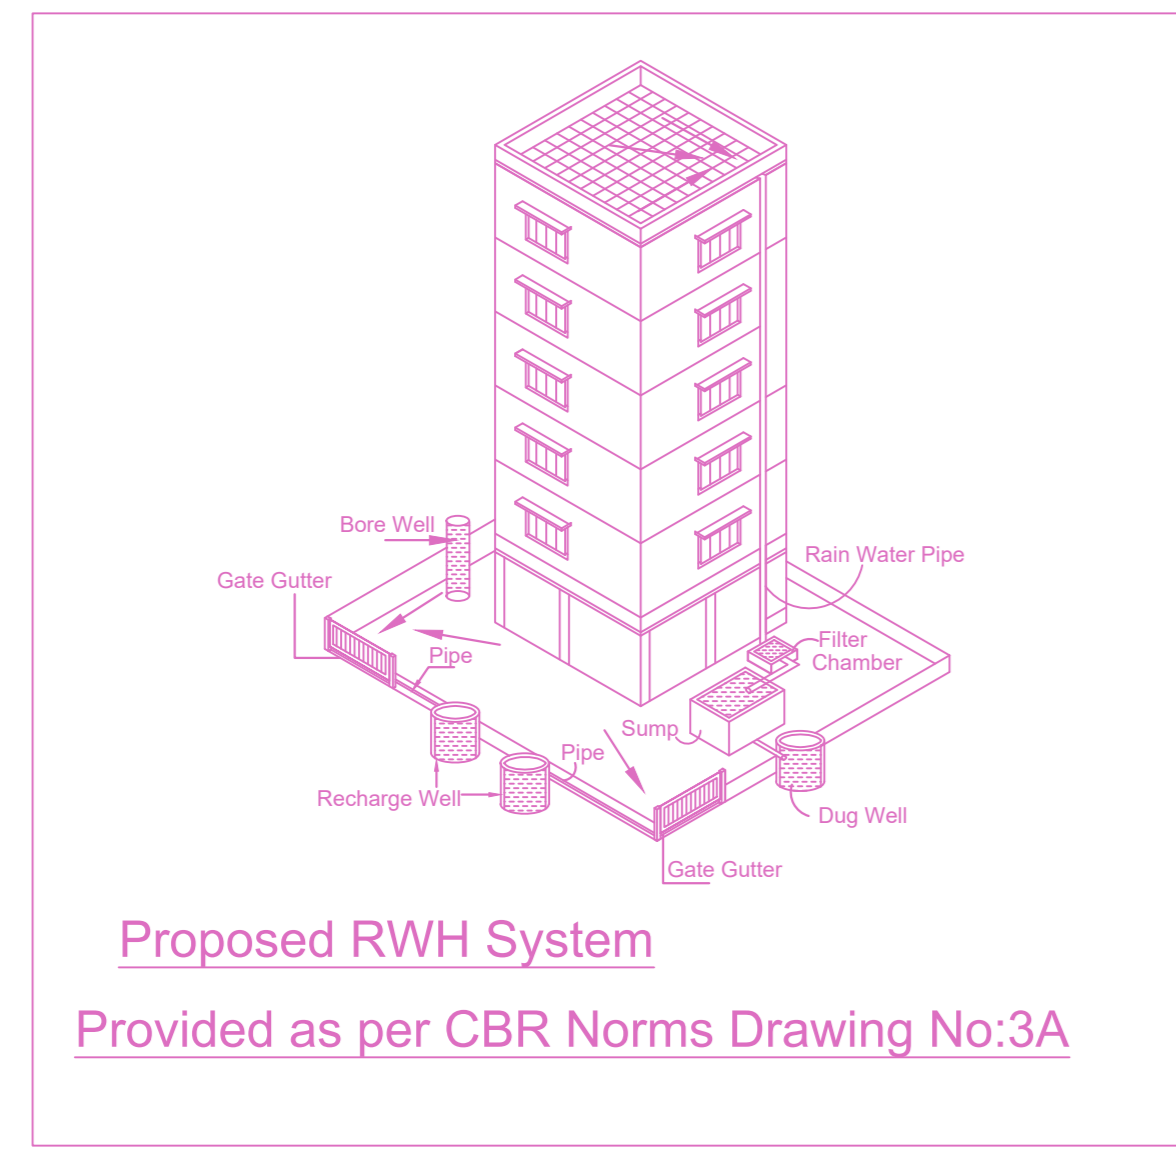 Bore Well
Rain Water Pipe
Gate Gutter
Filter
Chamber
Pipe
Sump
Pipe
Recharge Well
Dug Well
Gate Gutter
Proposed RWH System
Provided as per CBR Norms Drawing No:3A